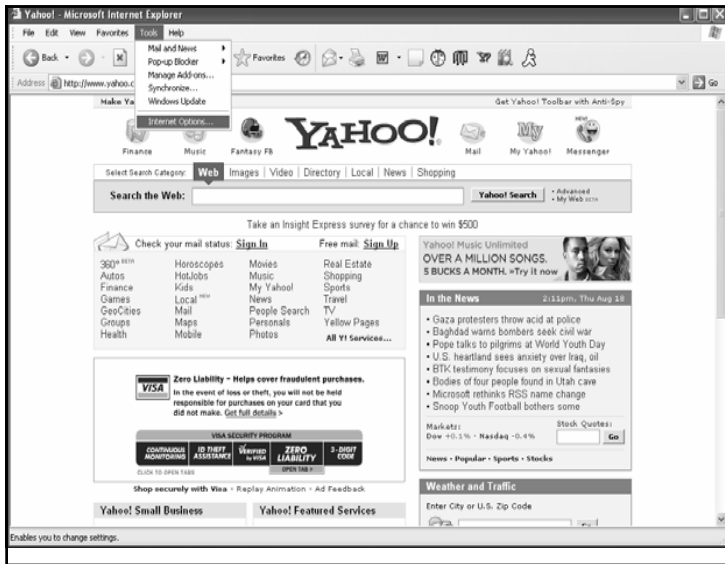 Yahoo! - Microsoft Internet Explorer
File Edit View Favorites Tools Help
Back Favorites
Mail and News
Pop-up Blocker
Manage Add-ons...
Synchronize...
Windows Update
Internet Options...
Address http://www.yahoo.c Go
Make Ya Get Yahoo! Toolbar with Anti-Spy
Finance Music Fantasy FB YAHOO! Mail My Yahoo! Messenger
My NEW!
Select Search Category: Web Images | Video | Directory | Local | News | Shopping
Search the Web: Yahoo! Search • Advanced
• My Web BETA
Take an Insight Express survey for a chance to win $500
Check your mail status: Sign In Free mail: Sign Up
360° BETA Horoscopes Movies Real Estate
Autos HotJobs Music Shopping
Finance Kids My Yahoo! Sports
Games Local NEW News Travel
GeoCities Mail People Search TV
Groups Maps Personals Yellow Pages
Health Mobile Photos All Y! Services...
Yahoo! Music Unlimited
OVER A MILLION SONGS.
5 BUCKS A MONTH. »Try it now
In the News 2:11pm, Thu Aug 18
• Gaza protesters throw acid at police
• Baghdad warns bombers seek civil war
• Pope talks to pilgrims at World Youth Day
• U.S. heartland sees anxiety over Iraq, oil
• BTK testimony focuses on sexual fantasies
• Bodies of four people found in Utah cave
• Microsoft rethinks RSS name change
• Snoop Youth Football bothers some
Markets: Stock Quotes:
Dow +0.1% • Nasdaq -0.4% Go
News • Popular • Sports • Stocks
VISA
Zero Liability - Helps cover fraudulent purchases.
In the event of loss or theft, you will not be held
responsible for purchases on your card that you
did not make. Get full details >
VISA SECURITY PROGRAM
CONTINUOUS MONITORING ID THEFT ASSISTANCE VERIFIED by VISA ZERO LIABILITY 3-DIGIT CODE
CLICK TO OPEN TABS OPEN TAB >
Shop securely with Visa - Replay Animation - Ad Feedback
Yahoo! Small Business Yahoo! Featured Services
Weather and Traffic
Enter City or U.S. Zip Code
Enables you to change settings.